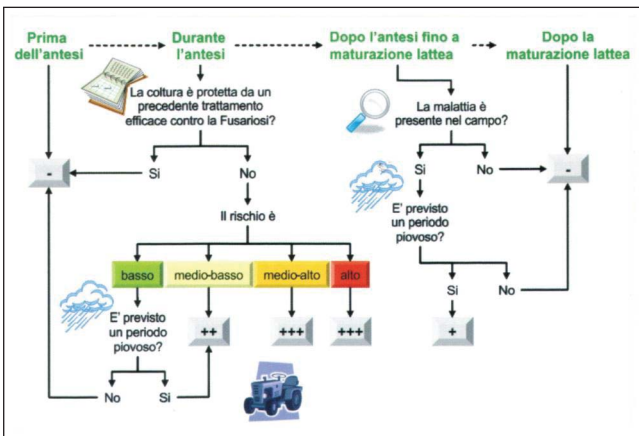 Prima
dell'antesi
Durante
l'antesi
Dopo l'antesi fino a
maturazione lattea
Dopo la
maturazione lattea
La coltura è protetta da un
precedente trattamento
efficace contro la Fusariosi?
La malattia è
presente nel campo?
-
Si
No
Si
No
-
Il rischio è
E' previsto
un periodo
piovoso?
basso
medio-basso
medio-alto
alto
Si
No
E' previsto
un periodo
piovoso?
++
+++
+++
+
No
Si